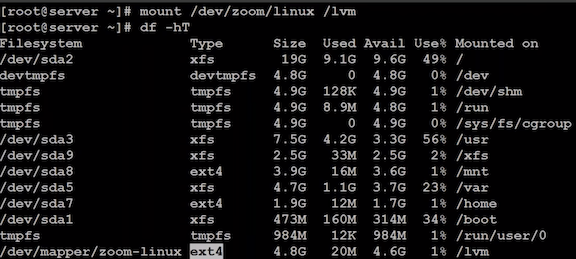 [root@server ~]# mount /dev/zoom/linux /lvm
[root@server ~]# df -hT
Filesystem Type Size Used Avail Use% Mounted on
/dev/sda2 xfs 19G 9.1G 9.6G 49% /
devtmpfs devtmpfs 4.8G 0 4.8G 0% /dev
tmpfs tmpfs 4.9G 128K 4.9G 1% /dev/shm
tmpfs tmpfs 4.9G 8.9M 4.8G 1% /run
tmpfs tmpfs 4.9G 0 4.9G 0% /sys/fs/cgroup
/dev/sda3 xfs 7.5G 4.2G 3.3G 56% /usr
/dev/sda9 xfs 2.5G 33M 2.5G 2% /xfs
/dev/sda8 ext4 3.9G 16M 3.6G 1% /mnt
/dev/sda5 xfs 4.7G 1.1G 3.7G 23% /var
/dev/sda7 ext4 1.9G 12M 1.7G 1% /home
/dev/sda1 xfs 473M 160M 314M 34% /boot
tmpfs tmpfs 984M 12K 984M 1% /run/user/0
/dev/mapper/zoom-linux ext4 4.8G 20M 4.6G 1% /lvm